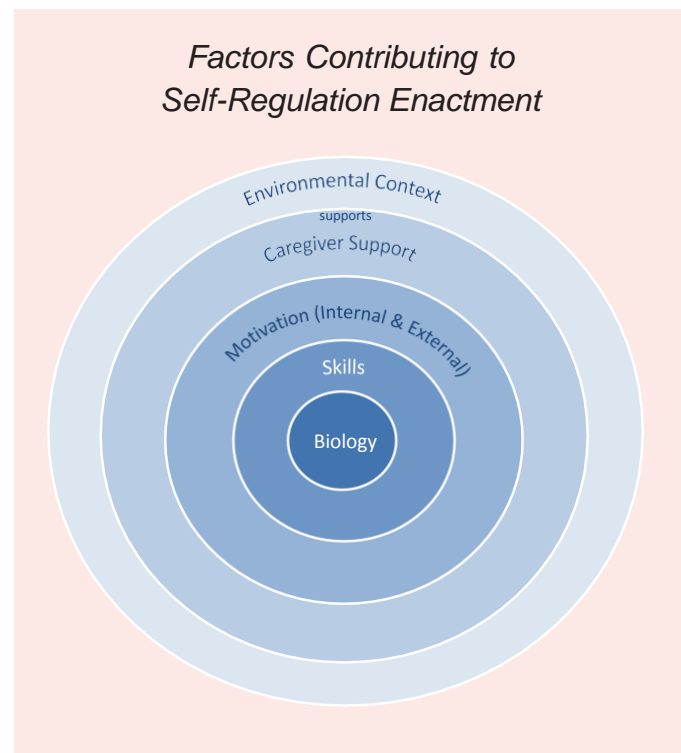 Factors Contributing to
Self-Regulation Enactment
Environmental Context
supports
Caregiver Support
Motivation (Internal & External)
Skills
Biology